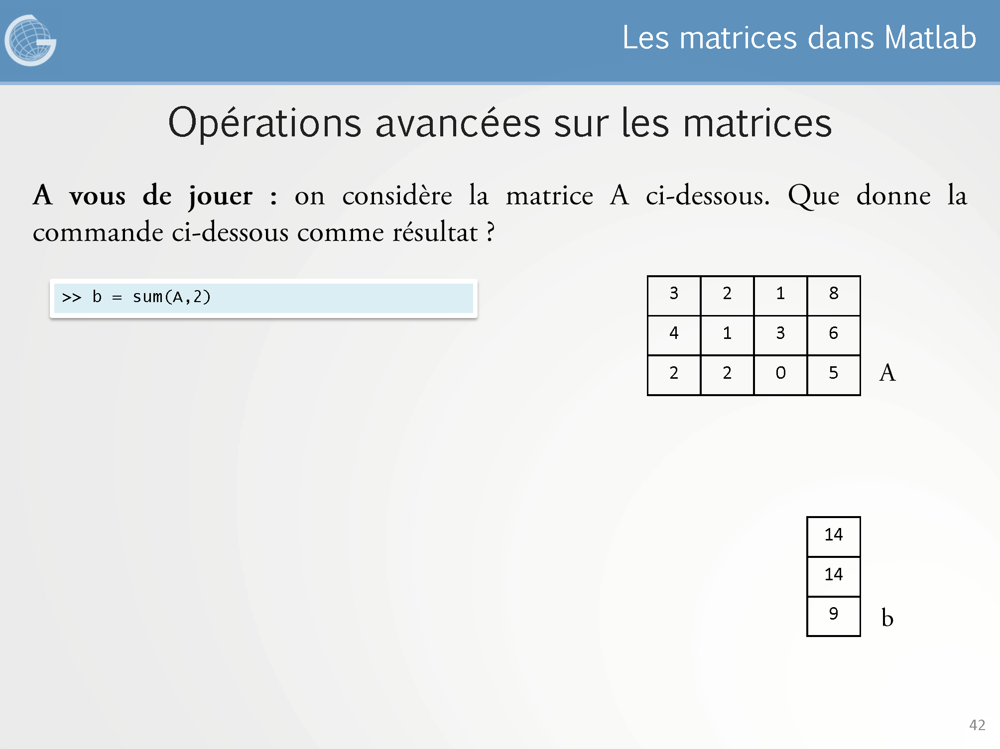 Les matrices dans Matlab
Opérations avancées sur les matrices
A vous de jouer : on considère la matrice A ci-dessous. Que donne la
commande ci-dessous comme résultat ?
>> b = sum(A,2)
3 2 1 8
4 1 3 6
2 2 0 5 A
14
14
9 b
42